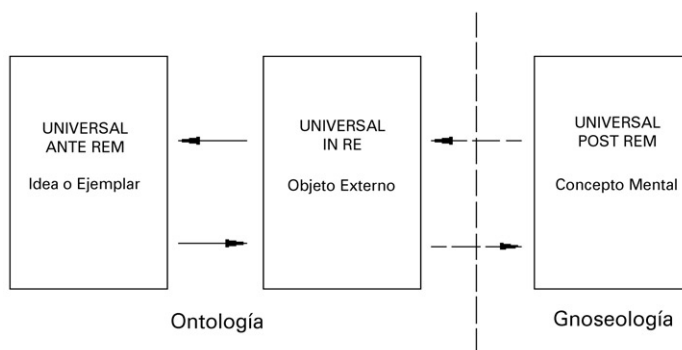 UNIVERSAL
ANTE REM
Idea o Ejemplar
UNIVERSAL
IN RE
Objeto Externo
UNIVERSAL
POST REM
Concepto Mental
Ontología
Gnoseología